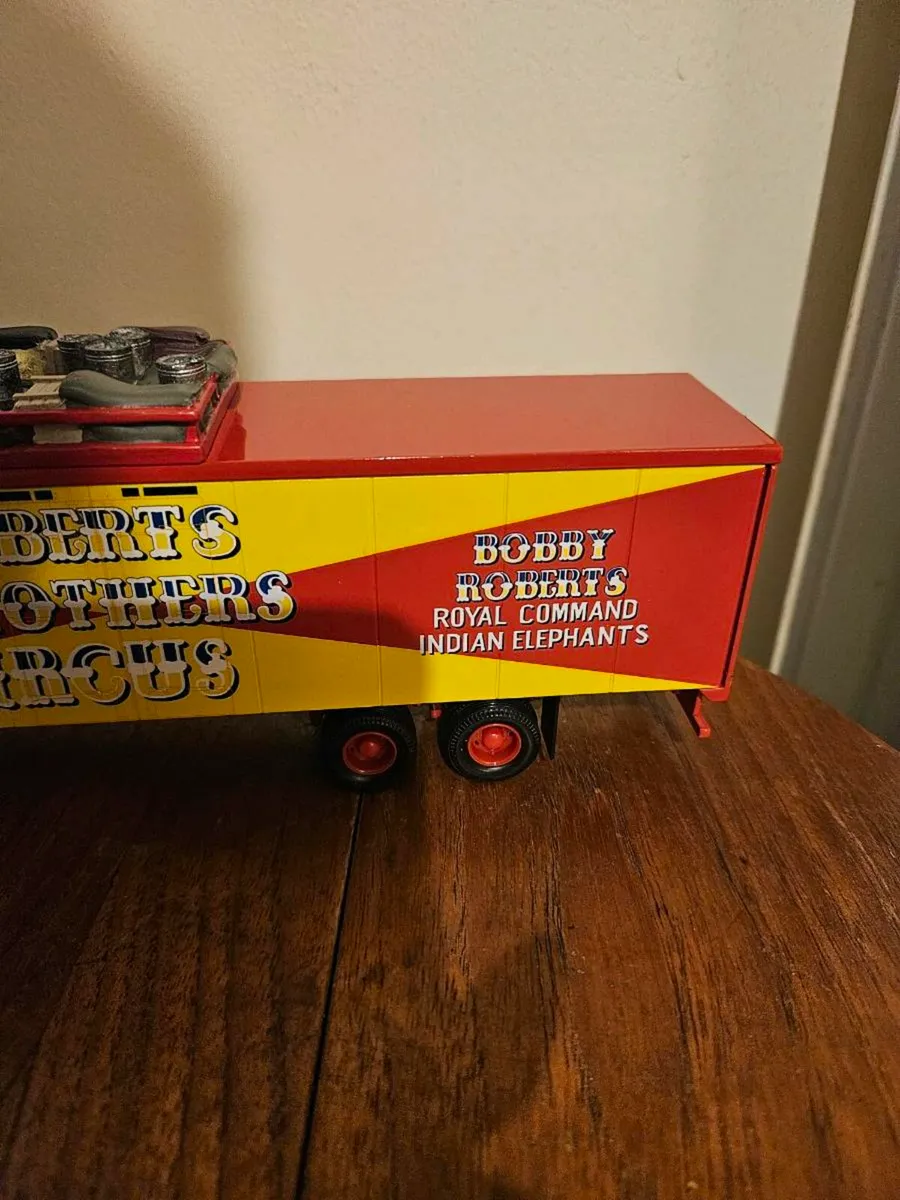 BERTS
OTHERS
RCUS
BOBBY
ROBERTS
ROYAL COMMAND
INDIAN ELEPHANTS